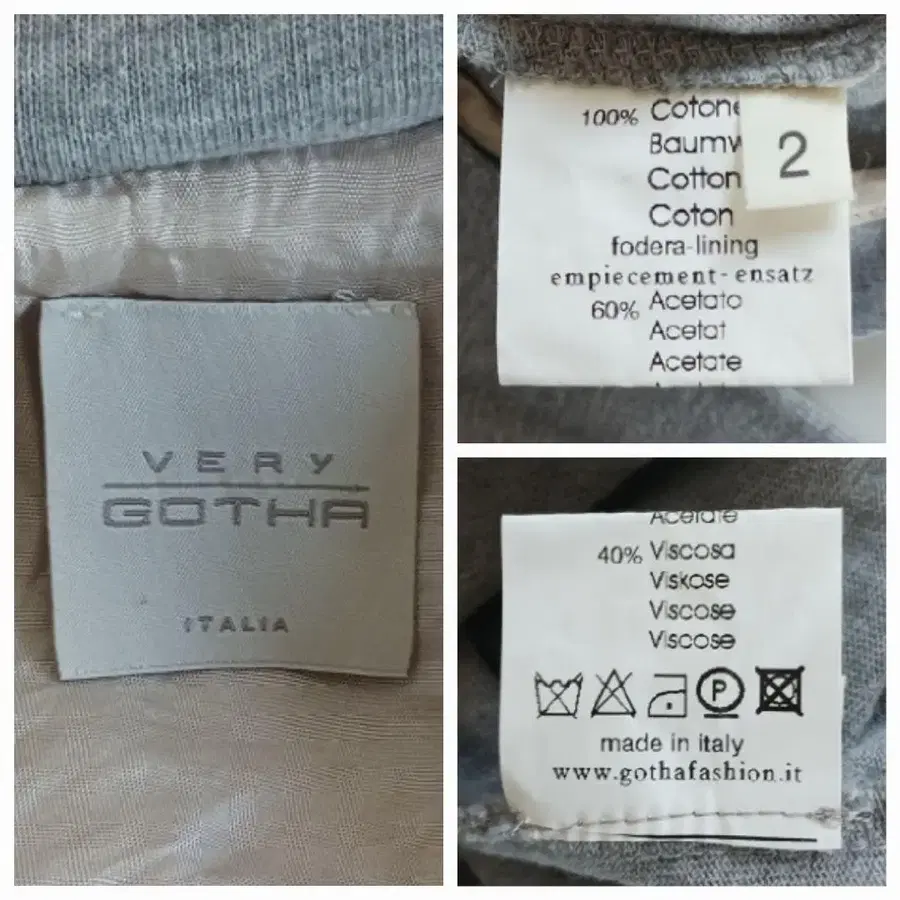 VERY
GOTHA
ITALIA
100% Cotone
Baumw
Cotton
Coton
2
fodera-lining
empiecement-ensatz
60% Acetato
Acetat
Acetate
Acetate
40% Viscosa
Viskose
Viscose
Viscose
P
made in italy
www.gothafashion.it